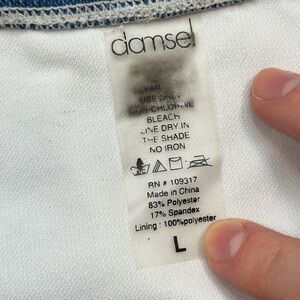 damsel
BLEACH
LINE DRY IN
THE SHADE
NO IRON
RN # 109317
Made in China
83% Polyester
17% Spandex
Lining : 100%polyester
L